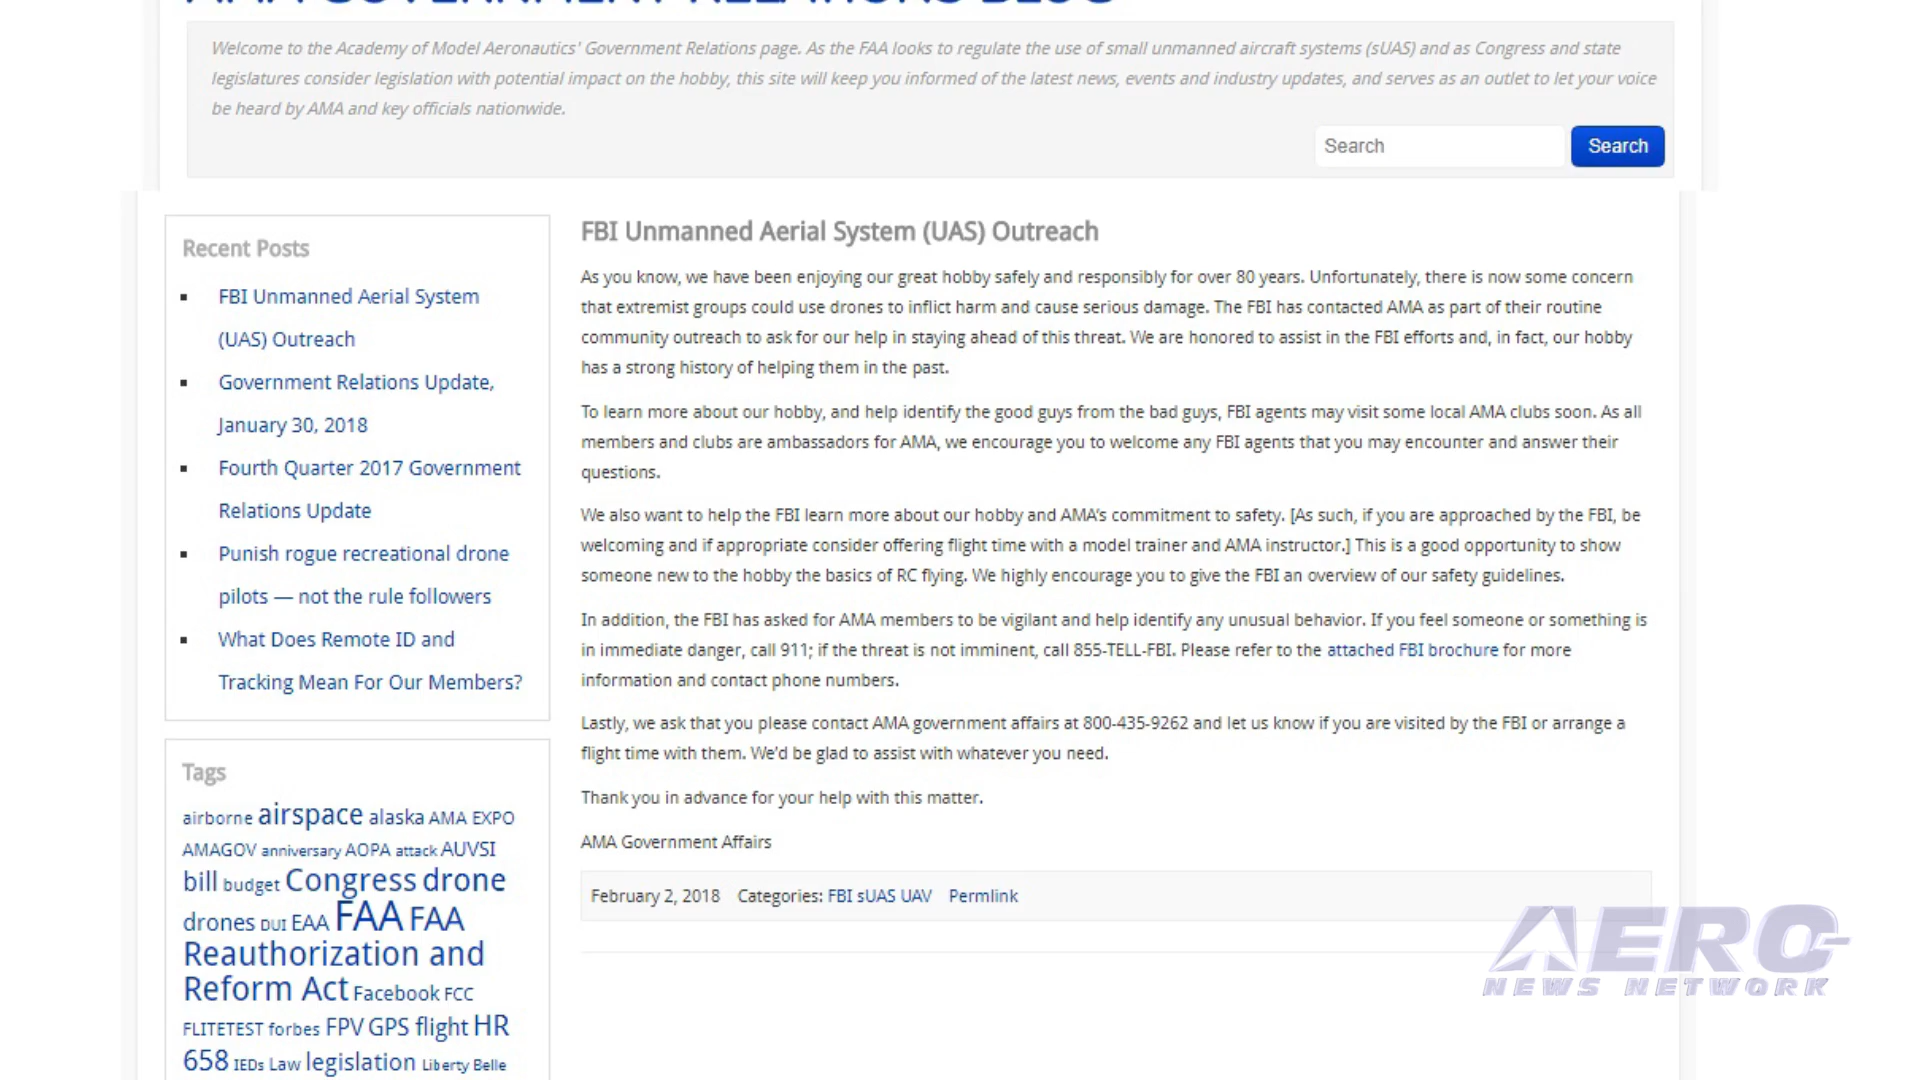 AMA GOVERNMENT RELATIONS BLOG
Welcome to the Academy of Model Aeronautics' Government Relations page. As the FAA looks to regulate the use of small unmanned aircraft systems (sUAS) and as Congress and state
legislatures consider legislation with potential impact on the hobby, this site will keep you informed of the latest news, events and industry updates, and serves as an outlet to let your voice
be heard by AMA and key officials nationwide.
Search Search
Recent Posts
FBI Unmanned Aerial System
(UAS) Outreach
Government Relations Update,
January 30, 2018
Fourth Quarter 2017 Government
Relations Update
Punish rogue recreational drone
pilots — not the rule followers
What Does Remote ID and
Tracking Mean For Our Members?
Tags
airborne airspace alaska AMA EXPO
AMAGOV anniversary AOPA attack AUVSI
bill budget Congress drone
drones DUI EAA FAA FAA
Reauthorization and
Reform Act Facebook FCC
FLITETEST forbes FPV GPS flight HR
658 IEDs Law legislation Liberty Belle
FBI Unmanned Aerial System (UAS) Outreach
As you know, we have been enjoying our great hobby safely and responsibly for over 80 years. Unfortunately, there is now some concern
that extremist groups could use drones to inflict harm and cause serious damage. The FBI has contacted AMA as part of their routine
community outreach to ask for our help in staying ahead of this threat. We are honored to assist in the FBI efforts and, in fact, our hobby
has a strong history of helping them in the past.
To learn more about our hobby, and help identify the good guys from the bad guys, FBI agents may visit some local AMA clubs soon. As all
members and clubs are ambassadors for AMA, we encourage you to welcome any FBI agents that you may encounter and answer their
questions.
We also want to help the FBI learn more about our hobby and AMA's commitment to safety. [As such, if you are approached by the FBI, be
welcoming and if appropriate consider offering flight time with a model trainer and AMA instructor.] This is a good opportunity to show
someone new to the hobby the basics of RC flying. We highly encourage you to give the FBI an overview of our safety guidelines.
In addition, the FBI has asked for AMA members to be vigilant and help identify any unusual behavior. If you feel someone or something is
in immediate danger, call 911; if the threat is not imminent, call 855-TELL-FBI. Please refer to the attached FBI brochure for more
information and contact phone numbers.
Lastly, we ask that you please contact AMA government affairs at 800-435-9262 and let us know if you are visited by the FBI or arrange a
flight time with them. We'd be glad to assist with whatever you need.
Thank you in advance for your help with this matter.
AMA Government Affairs
February 2, 2018 Categories: FBI sUAS UAV Permlink
AERO-
NEWS NETWORK